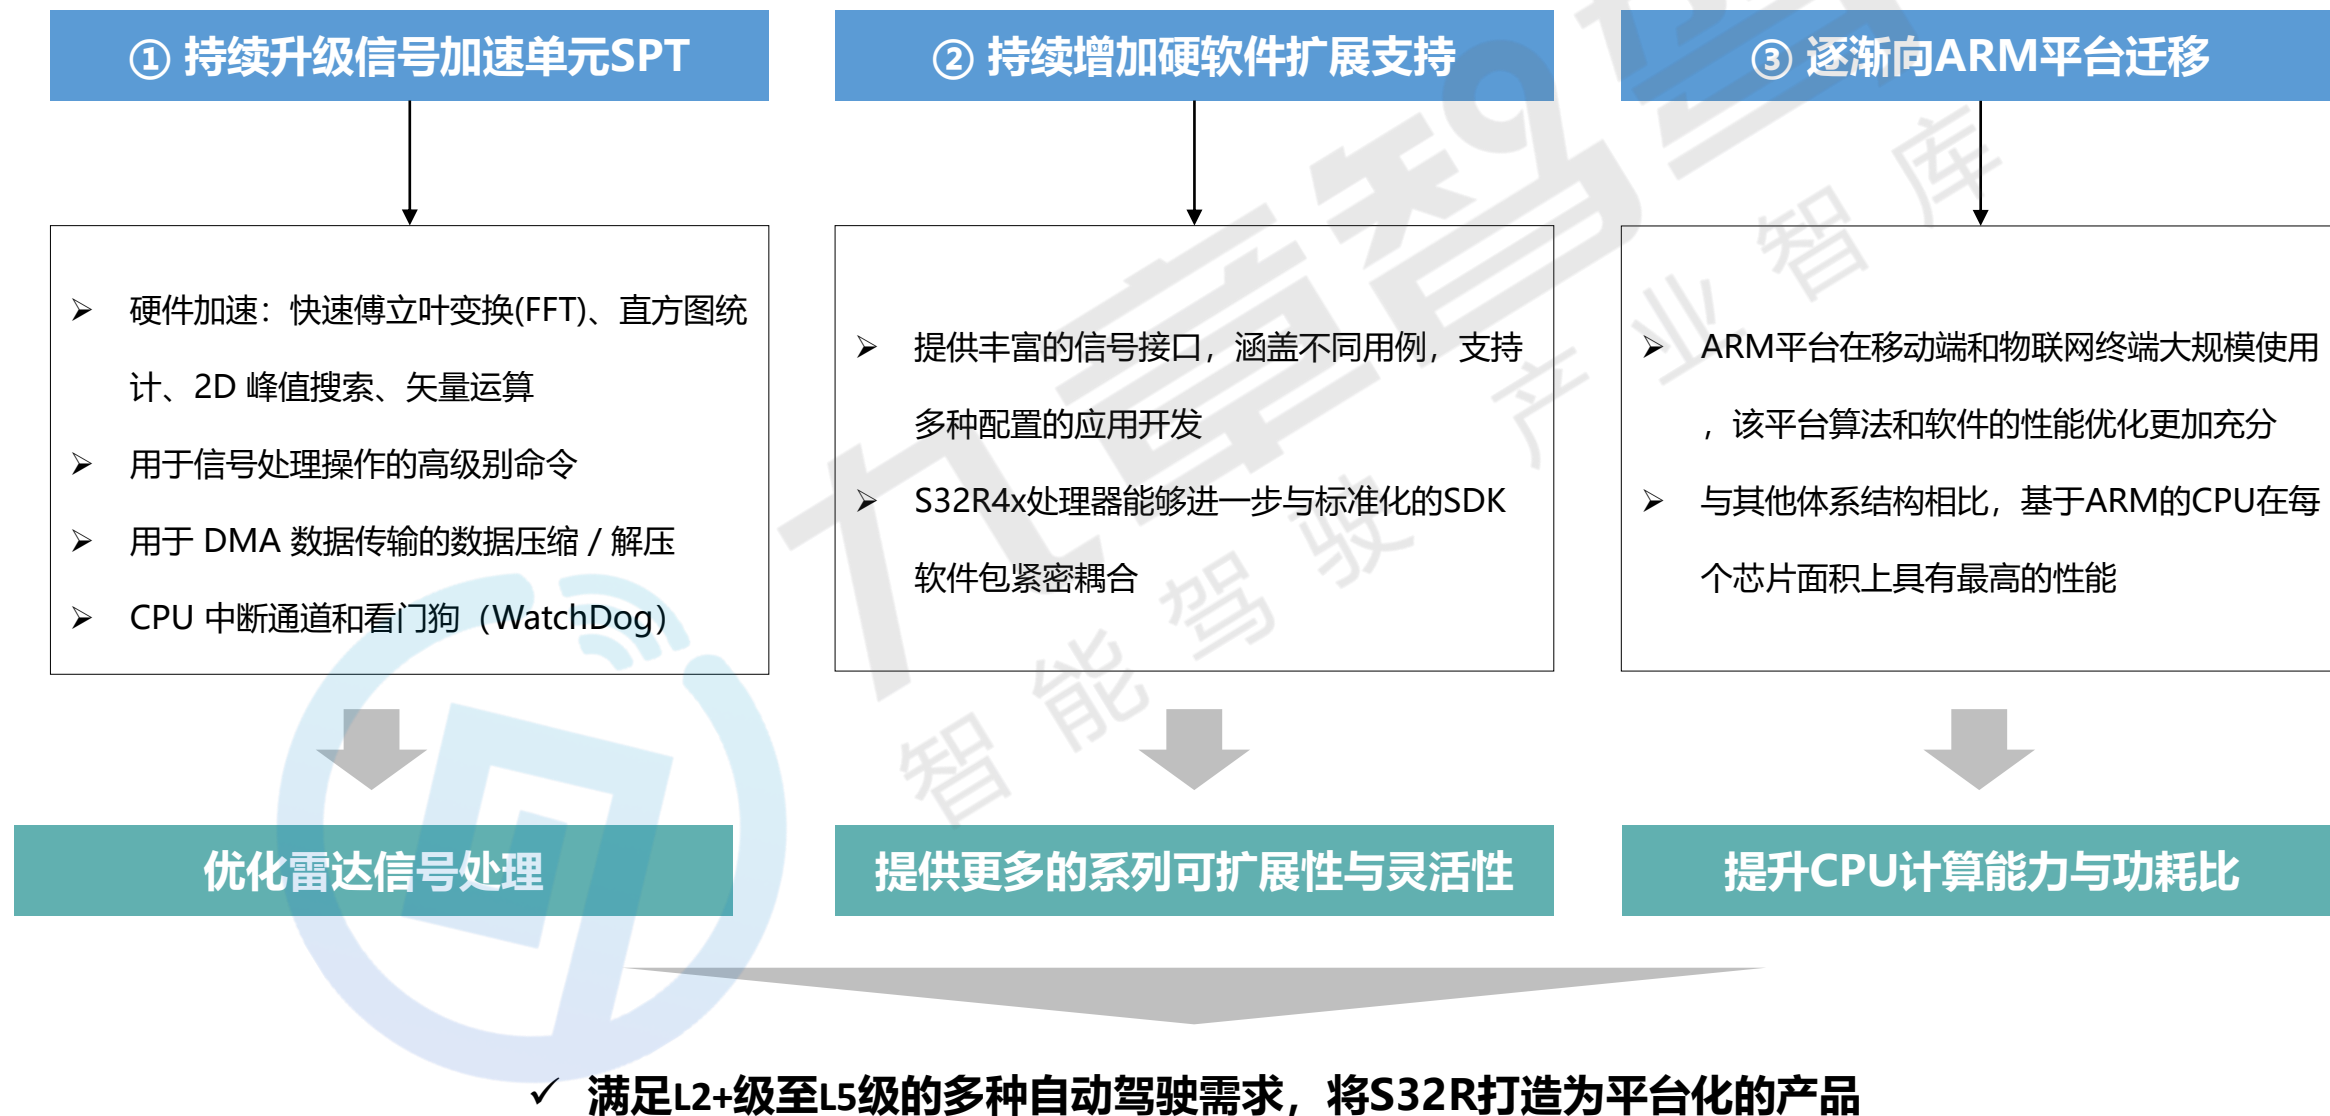 ① 持续升级信号加速单元SPT
② 持续增加硬软件扩展支持
③ 逐渐向ARM平台迁移
➢ 硬件加速：快速傅立叶变换(FFT)、直方图统
计、2D 峰值搜索、矢量运算
➢ 用于信号处理操作的高级别命令
➢ 用于 DMA 数据传输的数据压缩 / 解压
➢ CPU 中断通道和看门狗（WatchDog）
➢ 提供丰富的信号接口，涵盖不同用例，支持
多种配置的应用开发
➢ S32R4x处理器能够进一步与标准化的SDK
软件包紧密耦合
➢ ARM平台在移动端和物联网终端大规模使用
，该平台算法和软件的性能优化更加充分
➢ 与其他体系结构相比，基于ARM的CPU在每
个芯片面积上具有最高的性能
优化雷达信号处理
提供更多的系列可扩展性与灵活性
提升CPU计算能力与功耗比
✓ 满足L2+级至L5级的多种自动驾驶需求，将S32R打造为平台化的产品
九章智驾
智能驾驶产业智库